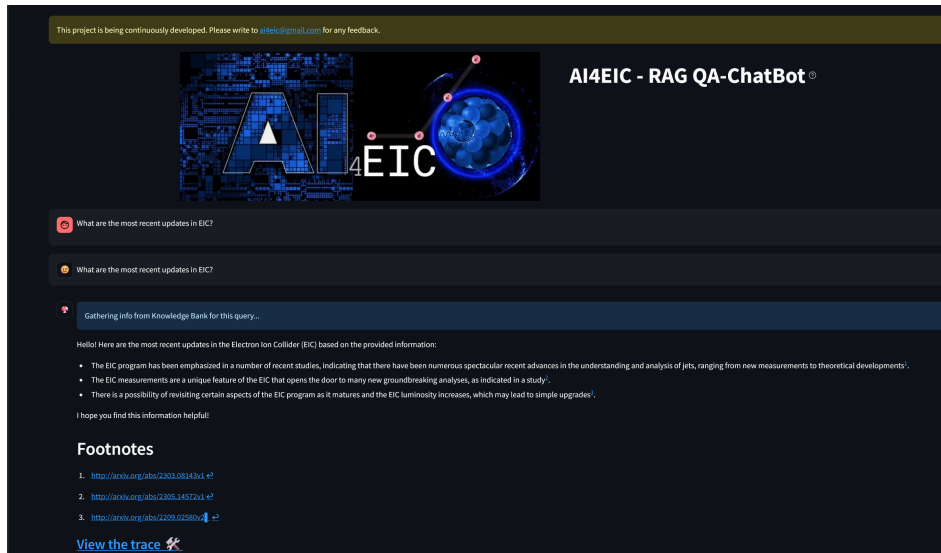 This project is being continuously developed. Please write to ai4eic@gmail.com for any feedback.
AI4EIC - RAG QA-ChatBot
AI
4EIC
What are the most recent updates in EIC?
What are the most recent updates in EIC?
Gathering info from Knowledge Bank for this query...
Hello! Here are the most recent updates in the Electron Ion Collider (EIC) based on the provided information:
• The EIC program has been emphasized in a number of recent studies, indicating that there have been numerous spectacular recent advances in the understanding and analysis of jets, ranging from new measurements to theoretical developments¹.
• The EIC measurements are a unique feature of the EIC that opens the door to many new groundbreaking analyses, as indicated in a study².
• There is a possibility of revisiting certain aspects of the EIC program as it matures and the EIC luminosity increases, which may lead to simple upgrades³.
I hope you find this information helpful!
Footnotes
1. http://arxiv.org/abs/2303.08143v1 ↩
2. http://arxiv.org/abs/2305.14572v1 ↩
3. http://arxiv.org/abs/2209.02580v2 ↩
View the trace 🛠